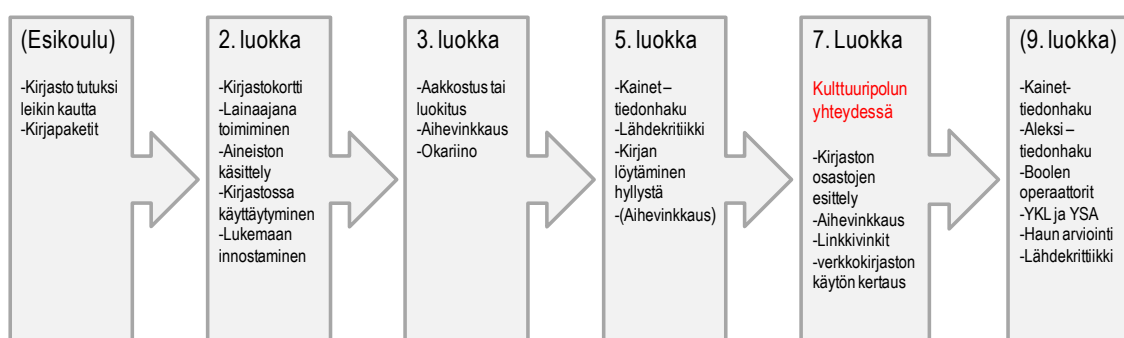 (Esikoulu)
-Kirjasto tutuksi
leikin kautta
-Kirjapaketit
2. luokka
-Kirjastokortti
-Lainaajana
toimiminen
-Aineiston
käsittely
-Kirjastossa
käyttäytyminen
-Lukemaan
innostaminen
3. luokka
-Aakkostus tai
luokitus
-Aihevinkkaus
-Okariino
5. luokka
-Kainet –
tiedonhaku
-Lähdekritiikki
-Kirjan
löytäminen
hyllystä
-(Aihevinkkaus)
7. Luokka
Kulttuuripolun
yhteydessä
-Kirjaston
osastojen
esittely
-Aihevinkkaus
-Linkkivinkit
-verkkokirjaston
käytön kertaus
(9. luokka)
-Kainet-
tiedonhaku
-Aleksi –
tiedonhaku
-Boolen
operaattorit
-YKL ja YSA
-Haun arviointi
-Lähdekrittiikki